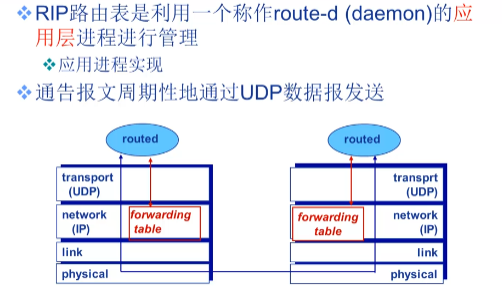 RIP路由表是利用一个称作route-d (daemon)的应
用层进程进行管理
应用进程实现
通告报文周期性地通过UDP数据报发送
routed
routed
transport
(UDP)
transprt
(UDP)
network
(IP)
forwarding
table
forwarding
table
network
(IP)
link
link
physical
physical